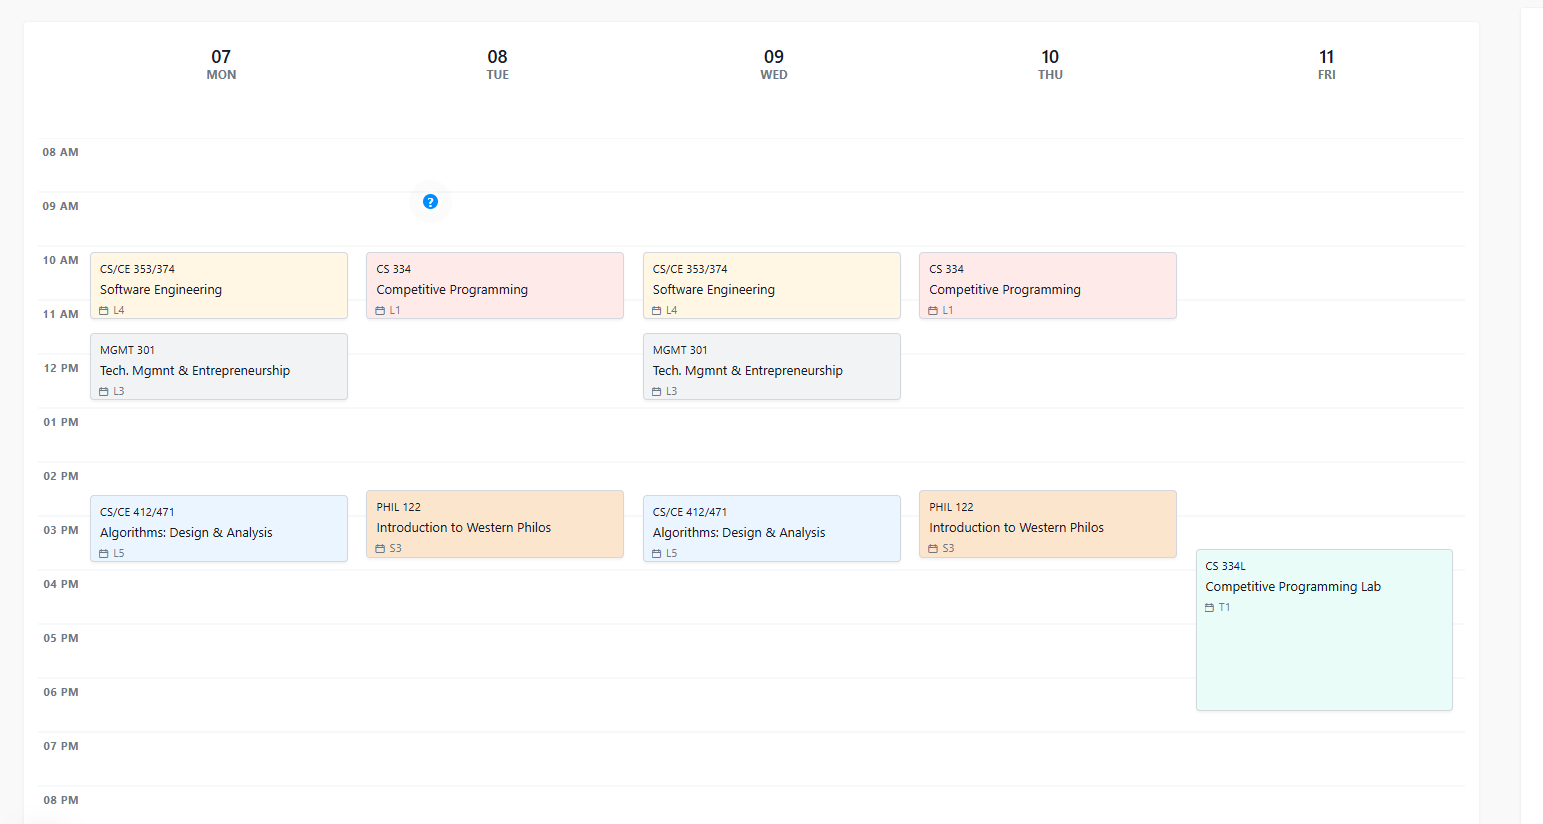 07
MON
08
TUE
09
WED
10
THU
11
FRI
08 AM
09 AM
?
10 AM
CS/CE 353/374
Software Engineering
L4
CS 334
Competitive Programming
L1
CS/CE 353/374
Software Engineering
L4
CS 334
Competitive Programming
L1
11 AM
MGMT 301
Tech. Mgmnt & Entrepreneurship
L3
MGMT 301
Tech. Mgmnt & Entrepreneurship
L3
12 PM
01 PM
02 PM
CS/CE 412/471
Algorithms: Design & Analysis
L5
PHIL 122
Introduction to Western Philos
S3
CS/CE 412/471
Algorithms: Design & Analysis
L5
PHIL 122
Introduction to Western Philos
S3
03 PM
CS 334L
Competitive Programming Lab
T1
04 PM
05 PM
06 PM
07 PM
08 PM